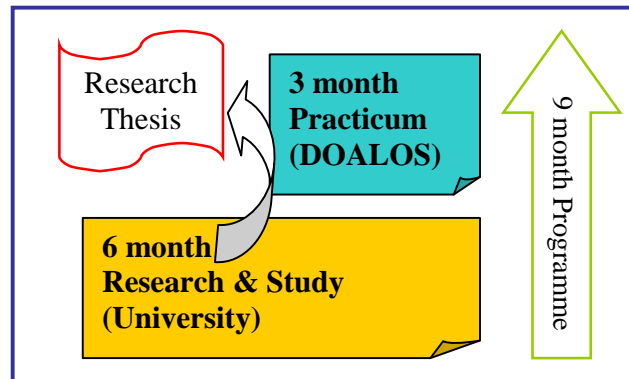 Research
Thesis
3 month
Practicum
(DOALOS)
6 month
Research & Study
(University)
9 month Programme